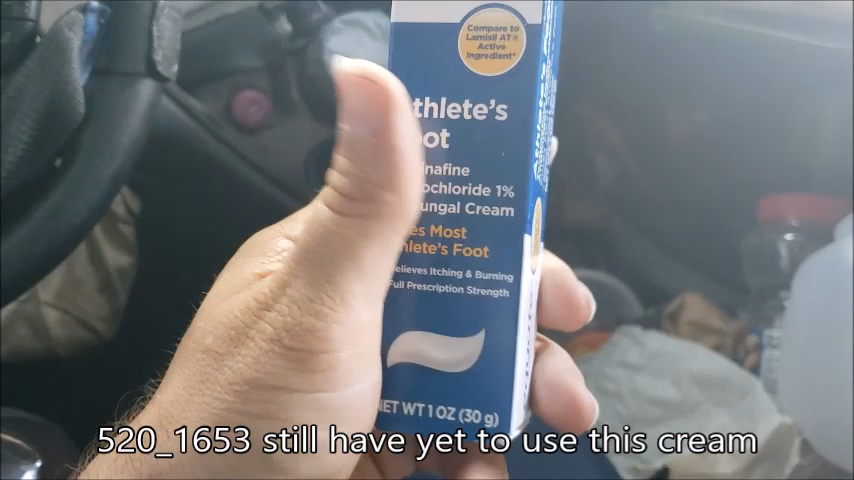 Compare to
Lamisil AT®
Active
Ingredient*
thlete's
ot
nafine
ochloride 1%
ungal Cream
es Most
hlete's Foot
elieves Itching & Burning
Full Prescription Strength
NET WT 1 OZ (30 g)
520_1653 still have yet to use this cream